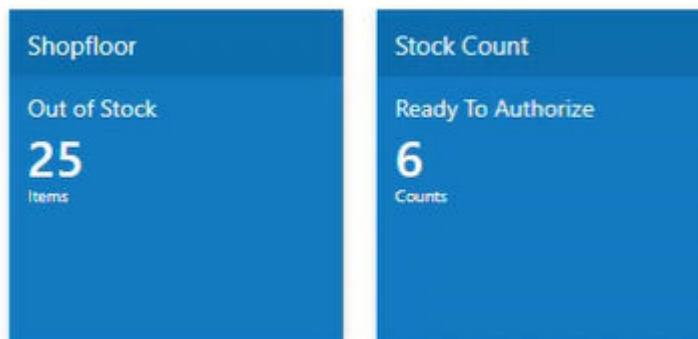 Shopfloor
Out of Stock
25
Items
Stock Count
Ready To Authorize
6
Counts